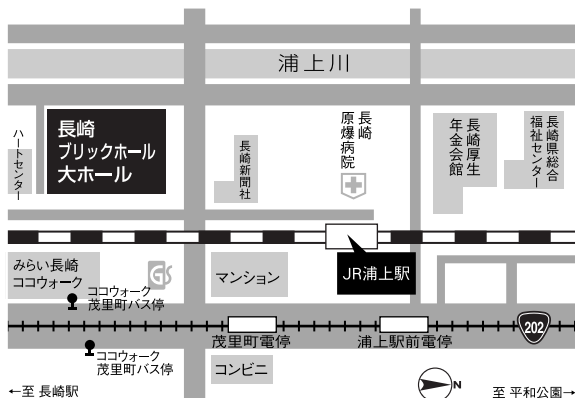 浦上川
ハートセンター
長崎
ブリックホール
大ホール
長崎新聞社
長崎
原爆病院
長崎厚生
年金会館
長崎県総合
福祉センター
みらい長崎
ココウォーク
GS
マンション
JR浦上駅
ココウォーク
茂里町バス停
茂里町電停
浦上駅前電停
202
ココウォーク
茂里町バス停
コンビニ
N
←至 長崎駅
至 平和公園→